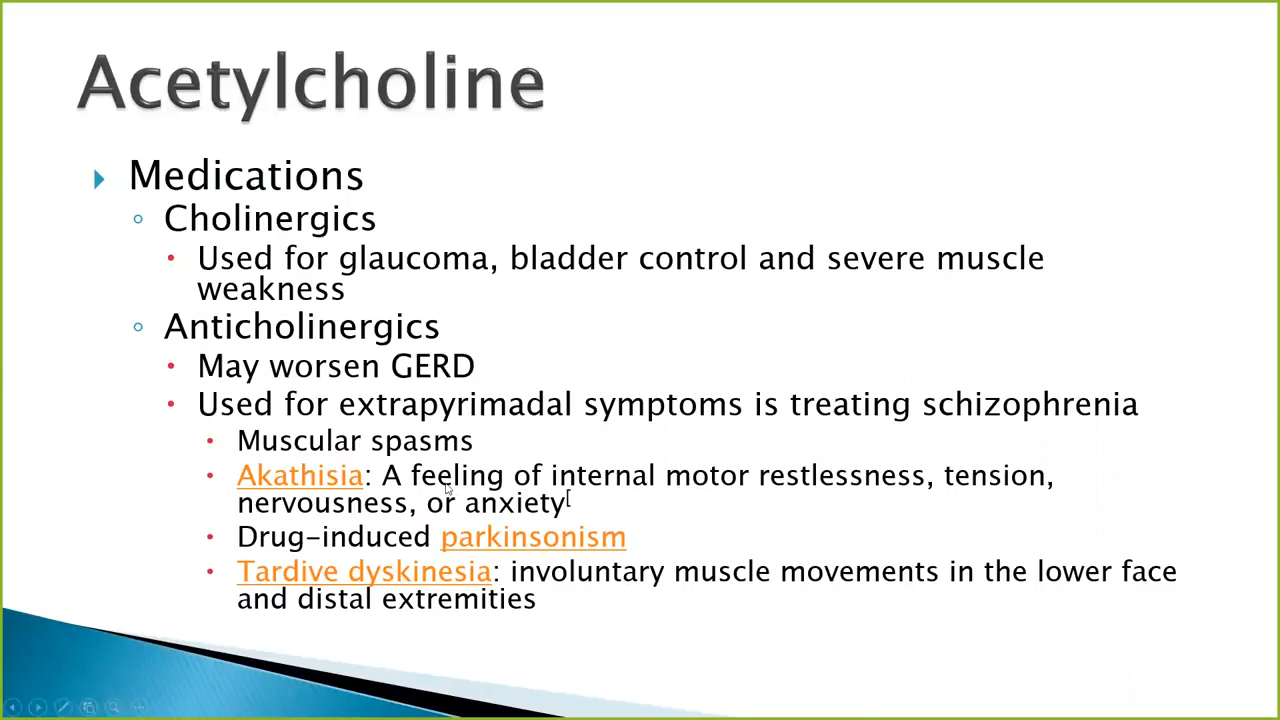 Acetylcholine
Medications
Cholinergics
Used for glaucoma, bladder control and severe muscle
weakness
Anticholinergics
May worsen GERD
Used for extrapyrimadal symptoms is treating schizophrenia
Muscular spasms
Akathisia: A feeling of internal motor restlessness, tension,
nervousness, or anxiety[
Drug-induced parkinsonism
Tardive dyskinesia: involuntary muscle movements in the lower face
and distal extremities